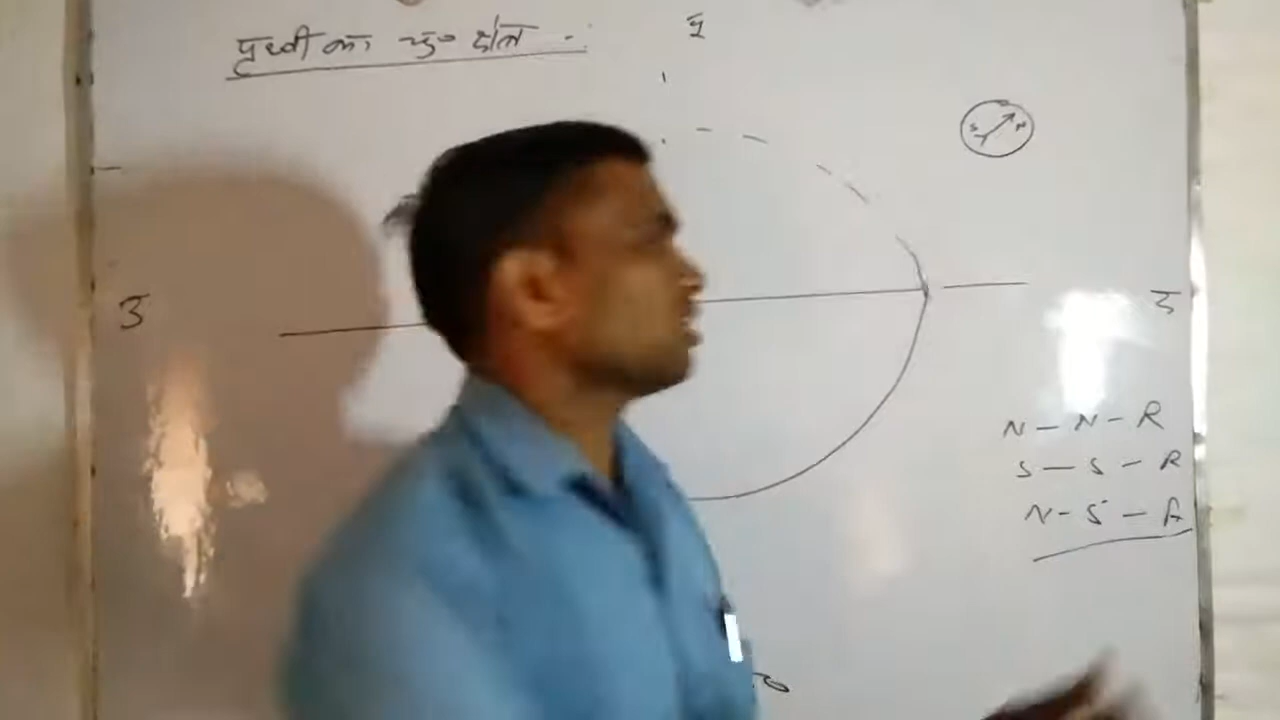 पृथ्वी का चु० क्षेत्र -:
पू
S N
उ
N - N - R
S - S - R
N - S - A